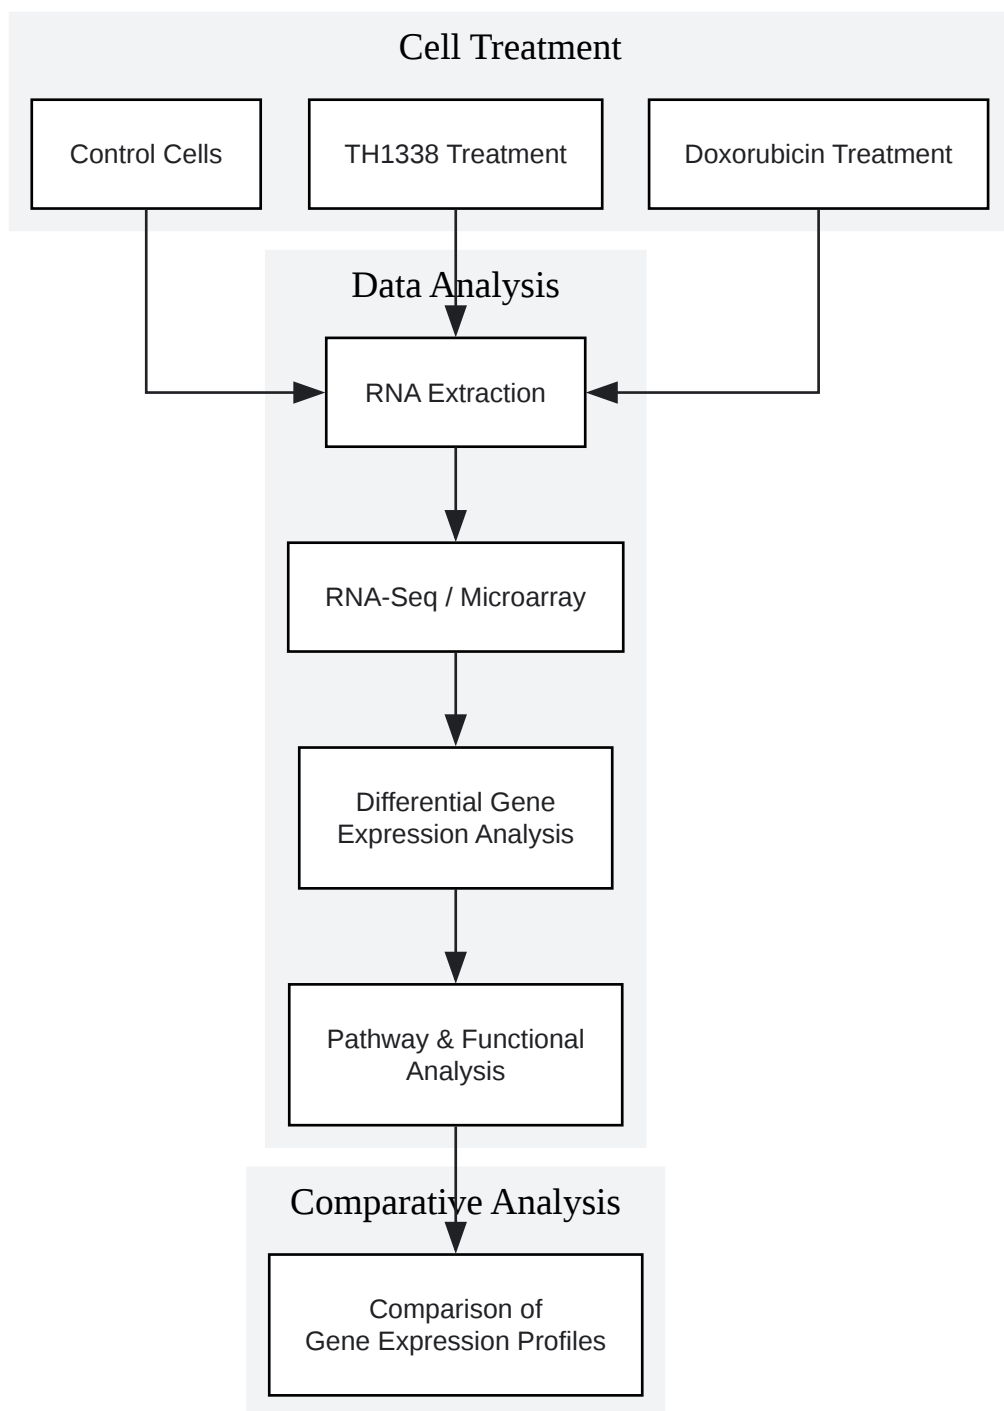 Cell Treatment
Control Cells
TH1338 Treatment
Doxorubicin Treatment
Data Analysis
RNA Extraction
RNA-Seq / Microarray
Differential Gene
Expression Analysis
Pathway & Functional
Analysis
Comparative Analysis
Comparison of
Gene Expression Profiles